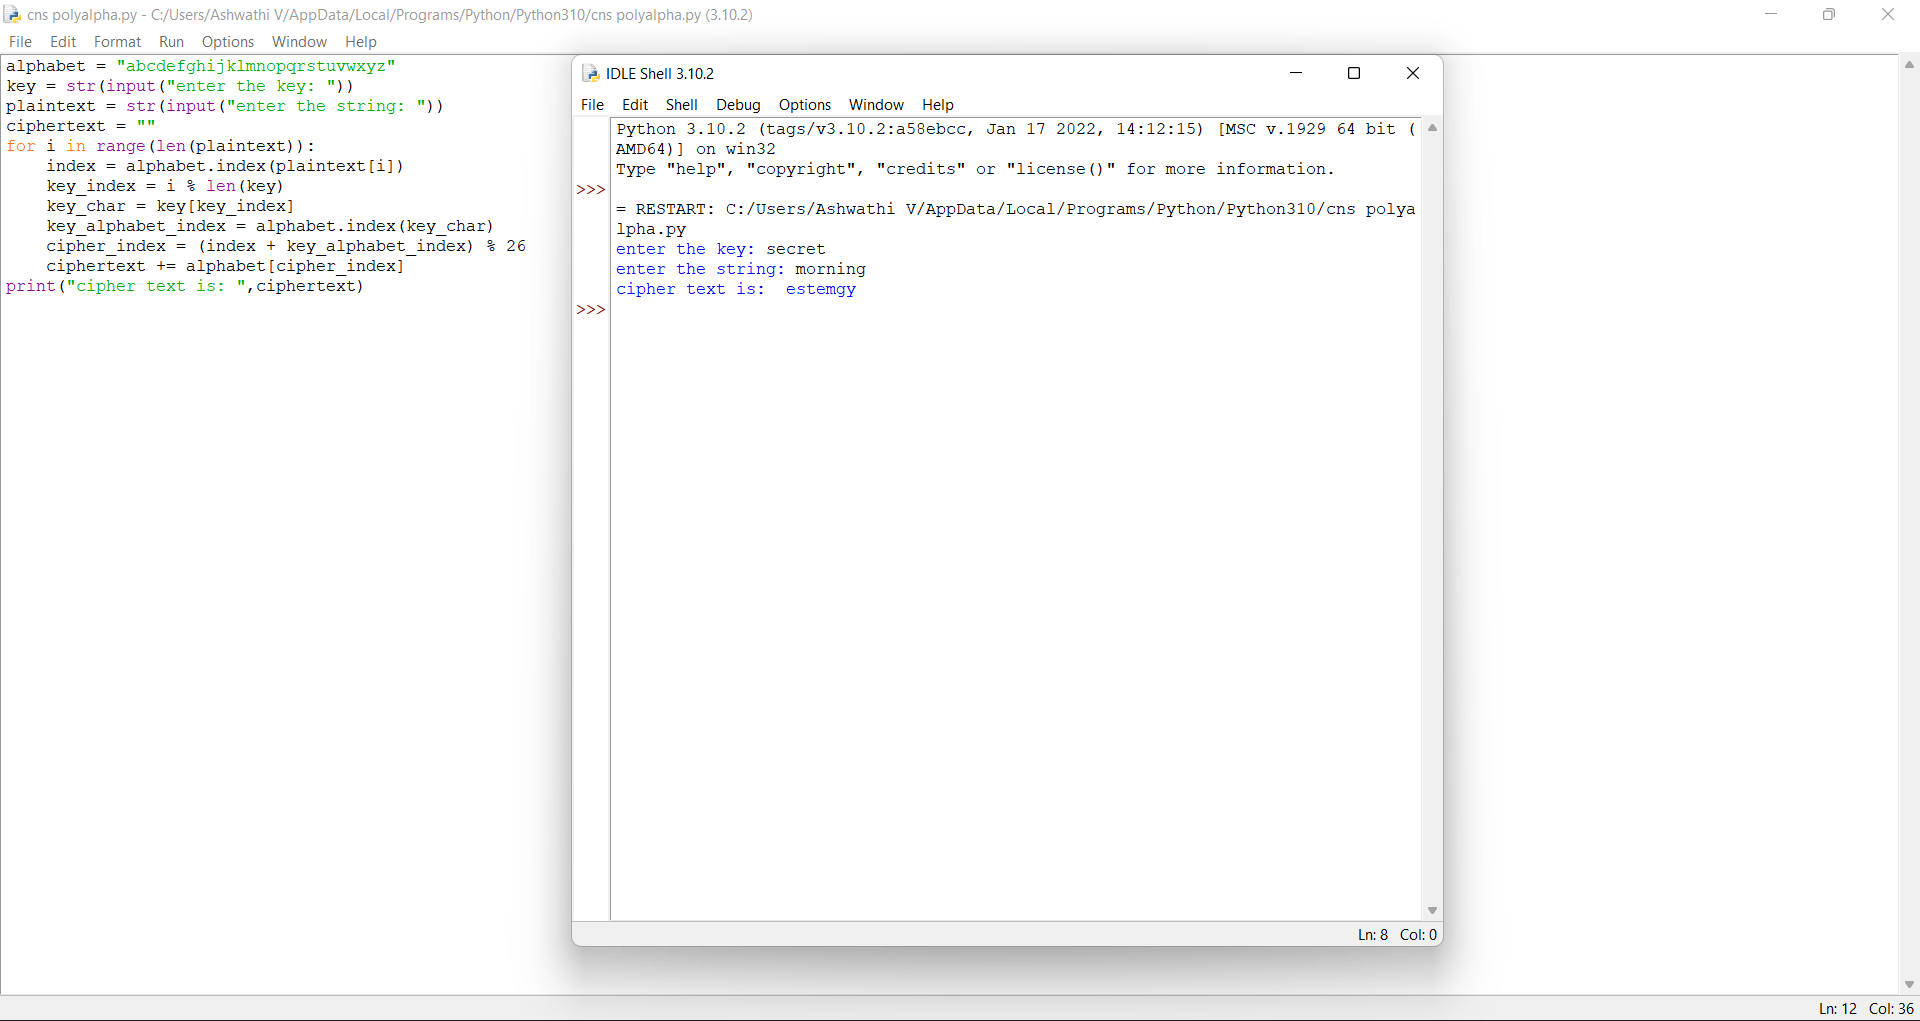 cns polyalpha.py - C:/Users/Ashwathi V/AppData/Local/Programs/Python/Python310/cns polyalpha.py (3.10.2)
File Edit Format Run Options Window Help
alphabet = "abcdefghijklmnopqrstuvwxyz"
key = str(input("enter the key: "))
plaintext = str(input("enter the string: "))
ciphertext = ""
for i in range(len(plaintext)):
    index = alphabet.index(plaintext[i])
    key_index = i % len(key)
    key_char = key[key_index]
    key_alphabet_index = alphabet.index(key_char)
    cipher_index = (index + key_alphabet_index) % 26
    ciphertext += alphabet[cipher_index]
print("cipher text is: ",ciphertext)
IDLE Shell 3.10.2
File Edit Shell Debug Options Window Help
Python 3.10.2 (tags/v3.10.2:a58ebcc, Jan 17 2022, 14:12:15) [MSC v.1929 64 bit (
AMD64)] on win32
Type "help", "copyright", "credits" or "license()" for more information.
>>>
= RESTART: C:/Users/Ashwathi V/AppData/Local/Programs/Python/Python310/cns polya
lpha.py
enter the key: secret
enter the string: morning
cipher text is:  estemgy
>>>
Ln: 8 Col: 0
Ln: 12 Col: 36